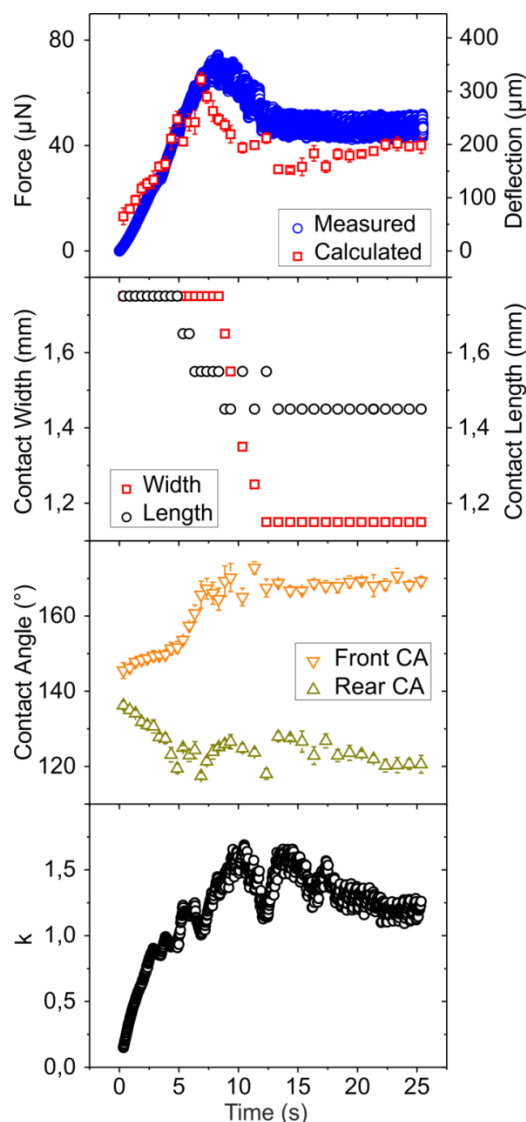 80
400
300
40
200
100
0
0
Force (µN)
Deflection (µm)
Measured
Calculated
1,6
1,6
1,4
1,4
1,2
1,2
Contact Width (mm)
Contact Length (mm)
Width
Length
160
140
120
Contact Angle (°)
Front CA
Rear CA
1,5
1,0
0,5
0,0
k
0 5 10 15 20 25
Time (s)